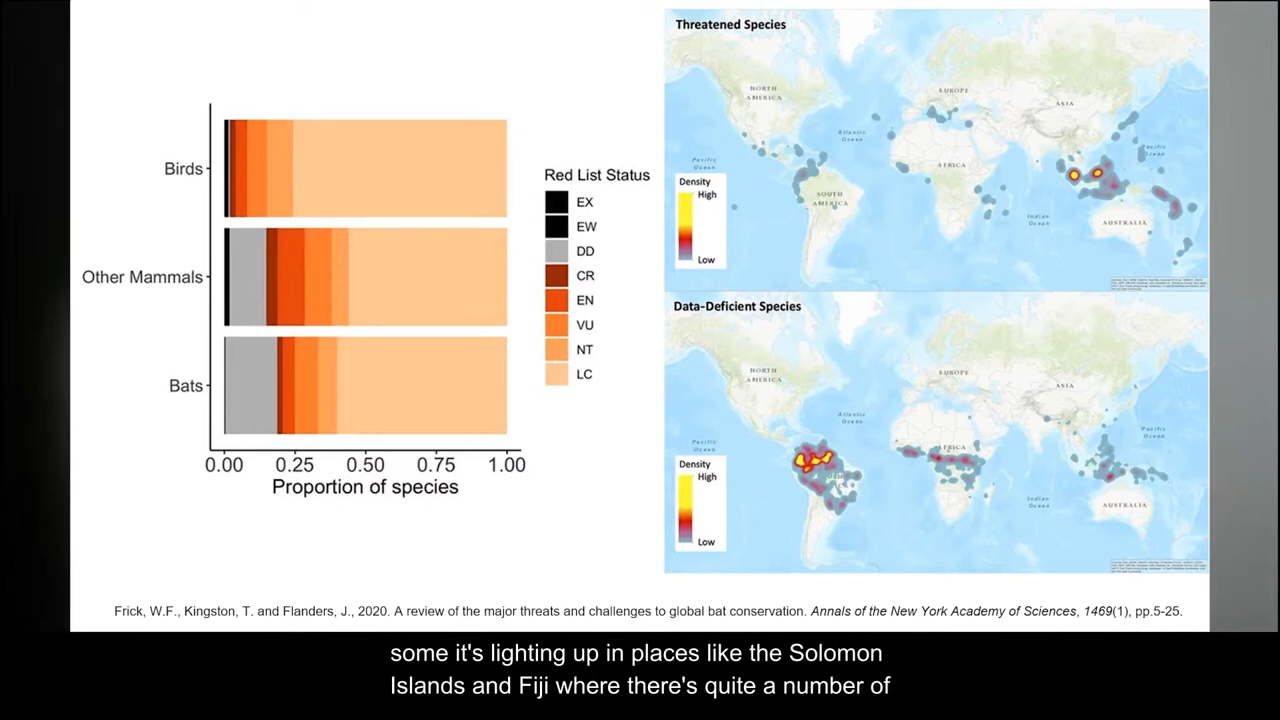 Birds
Other Mammals
Bats
0.00 0.25 0.50 0.75 1.00
Proportion of species
Red List Status
EX
EW
DD
CR
EN
VU
NT
LC
Threatened Species
NORTH
AMERICA
EUROPE
ASIA
Atlantic
Ocean
Pacific
Ocean
Pacific
Ocean
AFRICA
SOUTH
AMERICA
Indian
Ocean
AUSTRALIA
Density
High
Low
Data-Deficient Species
NORTH
AMERICA
EUROPE
ASIA
Atlantic
Ocean
Pacific
Ocean
Pacific
Ocean
AFRICA
Indian
Ocean
AUSTRALIA
Density
High
Low
Frick, W.F., Kingston, T. and Flanders, J., 2020. A review of the major threats and challenges to global bat conservation. Annals of the New York Academy of Sciences, 1469(1), pp.5-25.
some it's lighting up in places like the Solomon
Islands and Fiji where there's quite a number of